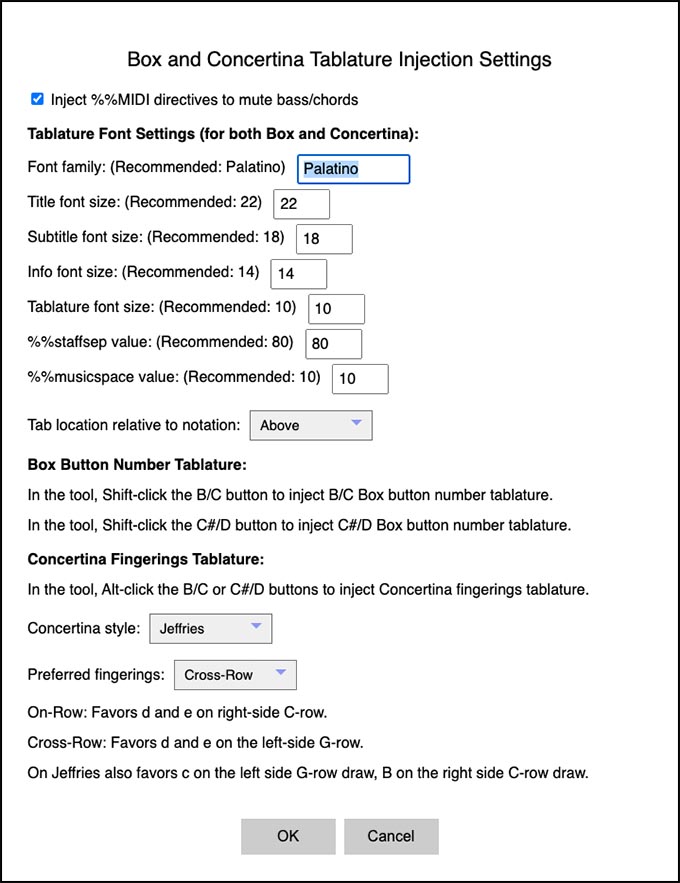 Box and Concertina Tablature Injection Settings
Inject %%MIDI directives to mute bass/chords
Tablature Font Settings (for both Box and Concertina):
Font family: (Recommended: Palatino) Palatino
Title font size: (Recommended: 22) 22
Subtitle font size: (Recommended: 18) 18
Info font size: (Recommended: 14) 14
Tablature font size: (Recommended: 10) 10
%%staffsep value: (Recommended: 80) 80
%%musicspace value: (Recommended: 10) 10
Tab location relative to notation: Above
Box Button Number Tablature:
In the tool, Shift-click the B/C button to inject B/C Box button number tablature.
In the tool, Shift-click the C#/D button to inject C#/D Box button number tablature.
Concertina Fingerings Tablature:
In the tool, Alt-click the B/C or C#/D buttons to inject Concertina fingerings tablature.
Concertina style: Jeffries
Preferred fingerings: Cross-Row
On-Row: Favors d and e on right-side C-row.
Cross-Row: Favors d and e on the left-side G-row.
On Jeffries also favors c on the left side G-row draw, B on the right side C-row draw.
OK Cancel